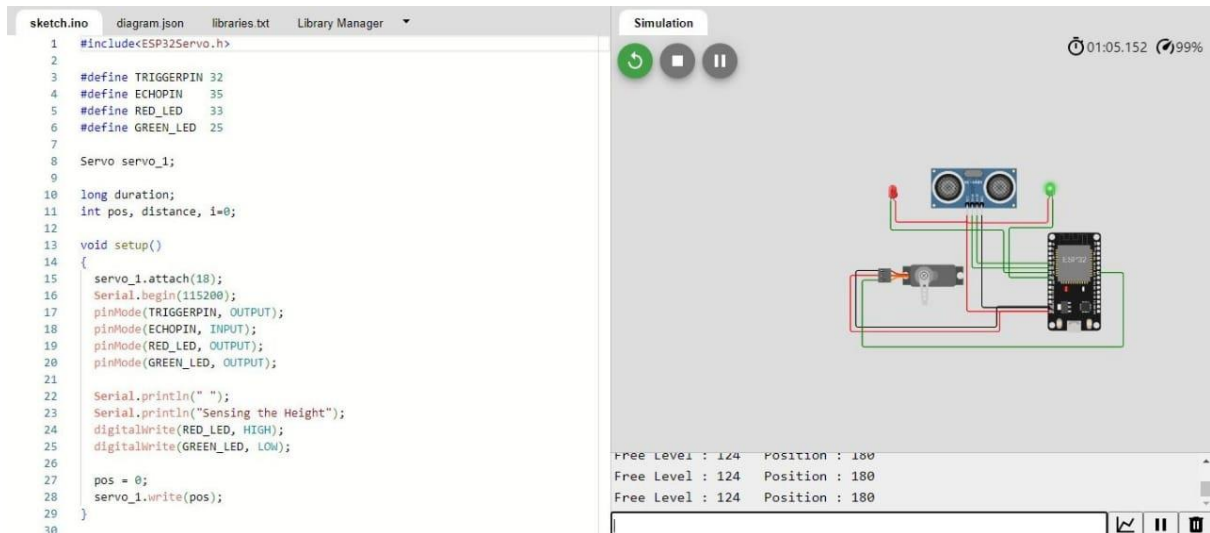 sketch.ino diagram.json libraries.txt Library Manager
1 #include<ESP32Servo.h>
2
3 #define TRIGGERPIN 32
4 #define ECHOPIN 35
5 #define RED_LED 33
6 #define GREEN_LED 25
7
8 Servo servo_1;
9
10 long duration;
11 int pos, distance, i=0;
12
13 void setup()
14 {
15 servo_1.attach(18);
16 Serial.begin(115200);
17 pinMode(TRIGGERPIN, OUTPUT);
18 pinMode(ECHOPIN, INPUT);
19 pinMode(RED_LED, OUTPUT);
20 pinMode(GREEN_LED, OUTPUT);
21
22 Serial.println(" ");
23 Serial.println("Sensing the Height");
24 digitalWrite(RED_LED, HIGH);
25 digitalWrite(GREEN_LED, LOW);
26
27 pos = 0;
28 servo_1.write(pos);
29 }
30
Simulation
01:05.152 99%
ESP32
Free Level : 124 Position : 180
Free Level : 124 Position : 180
Free Level : 124 Position : 180